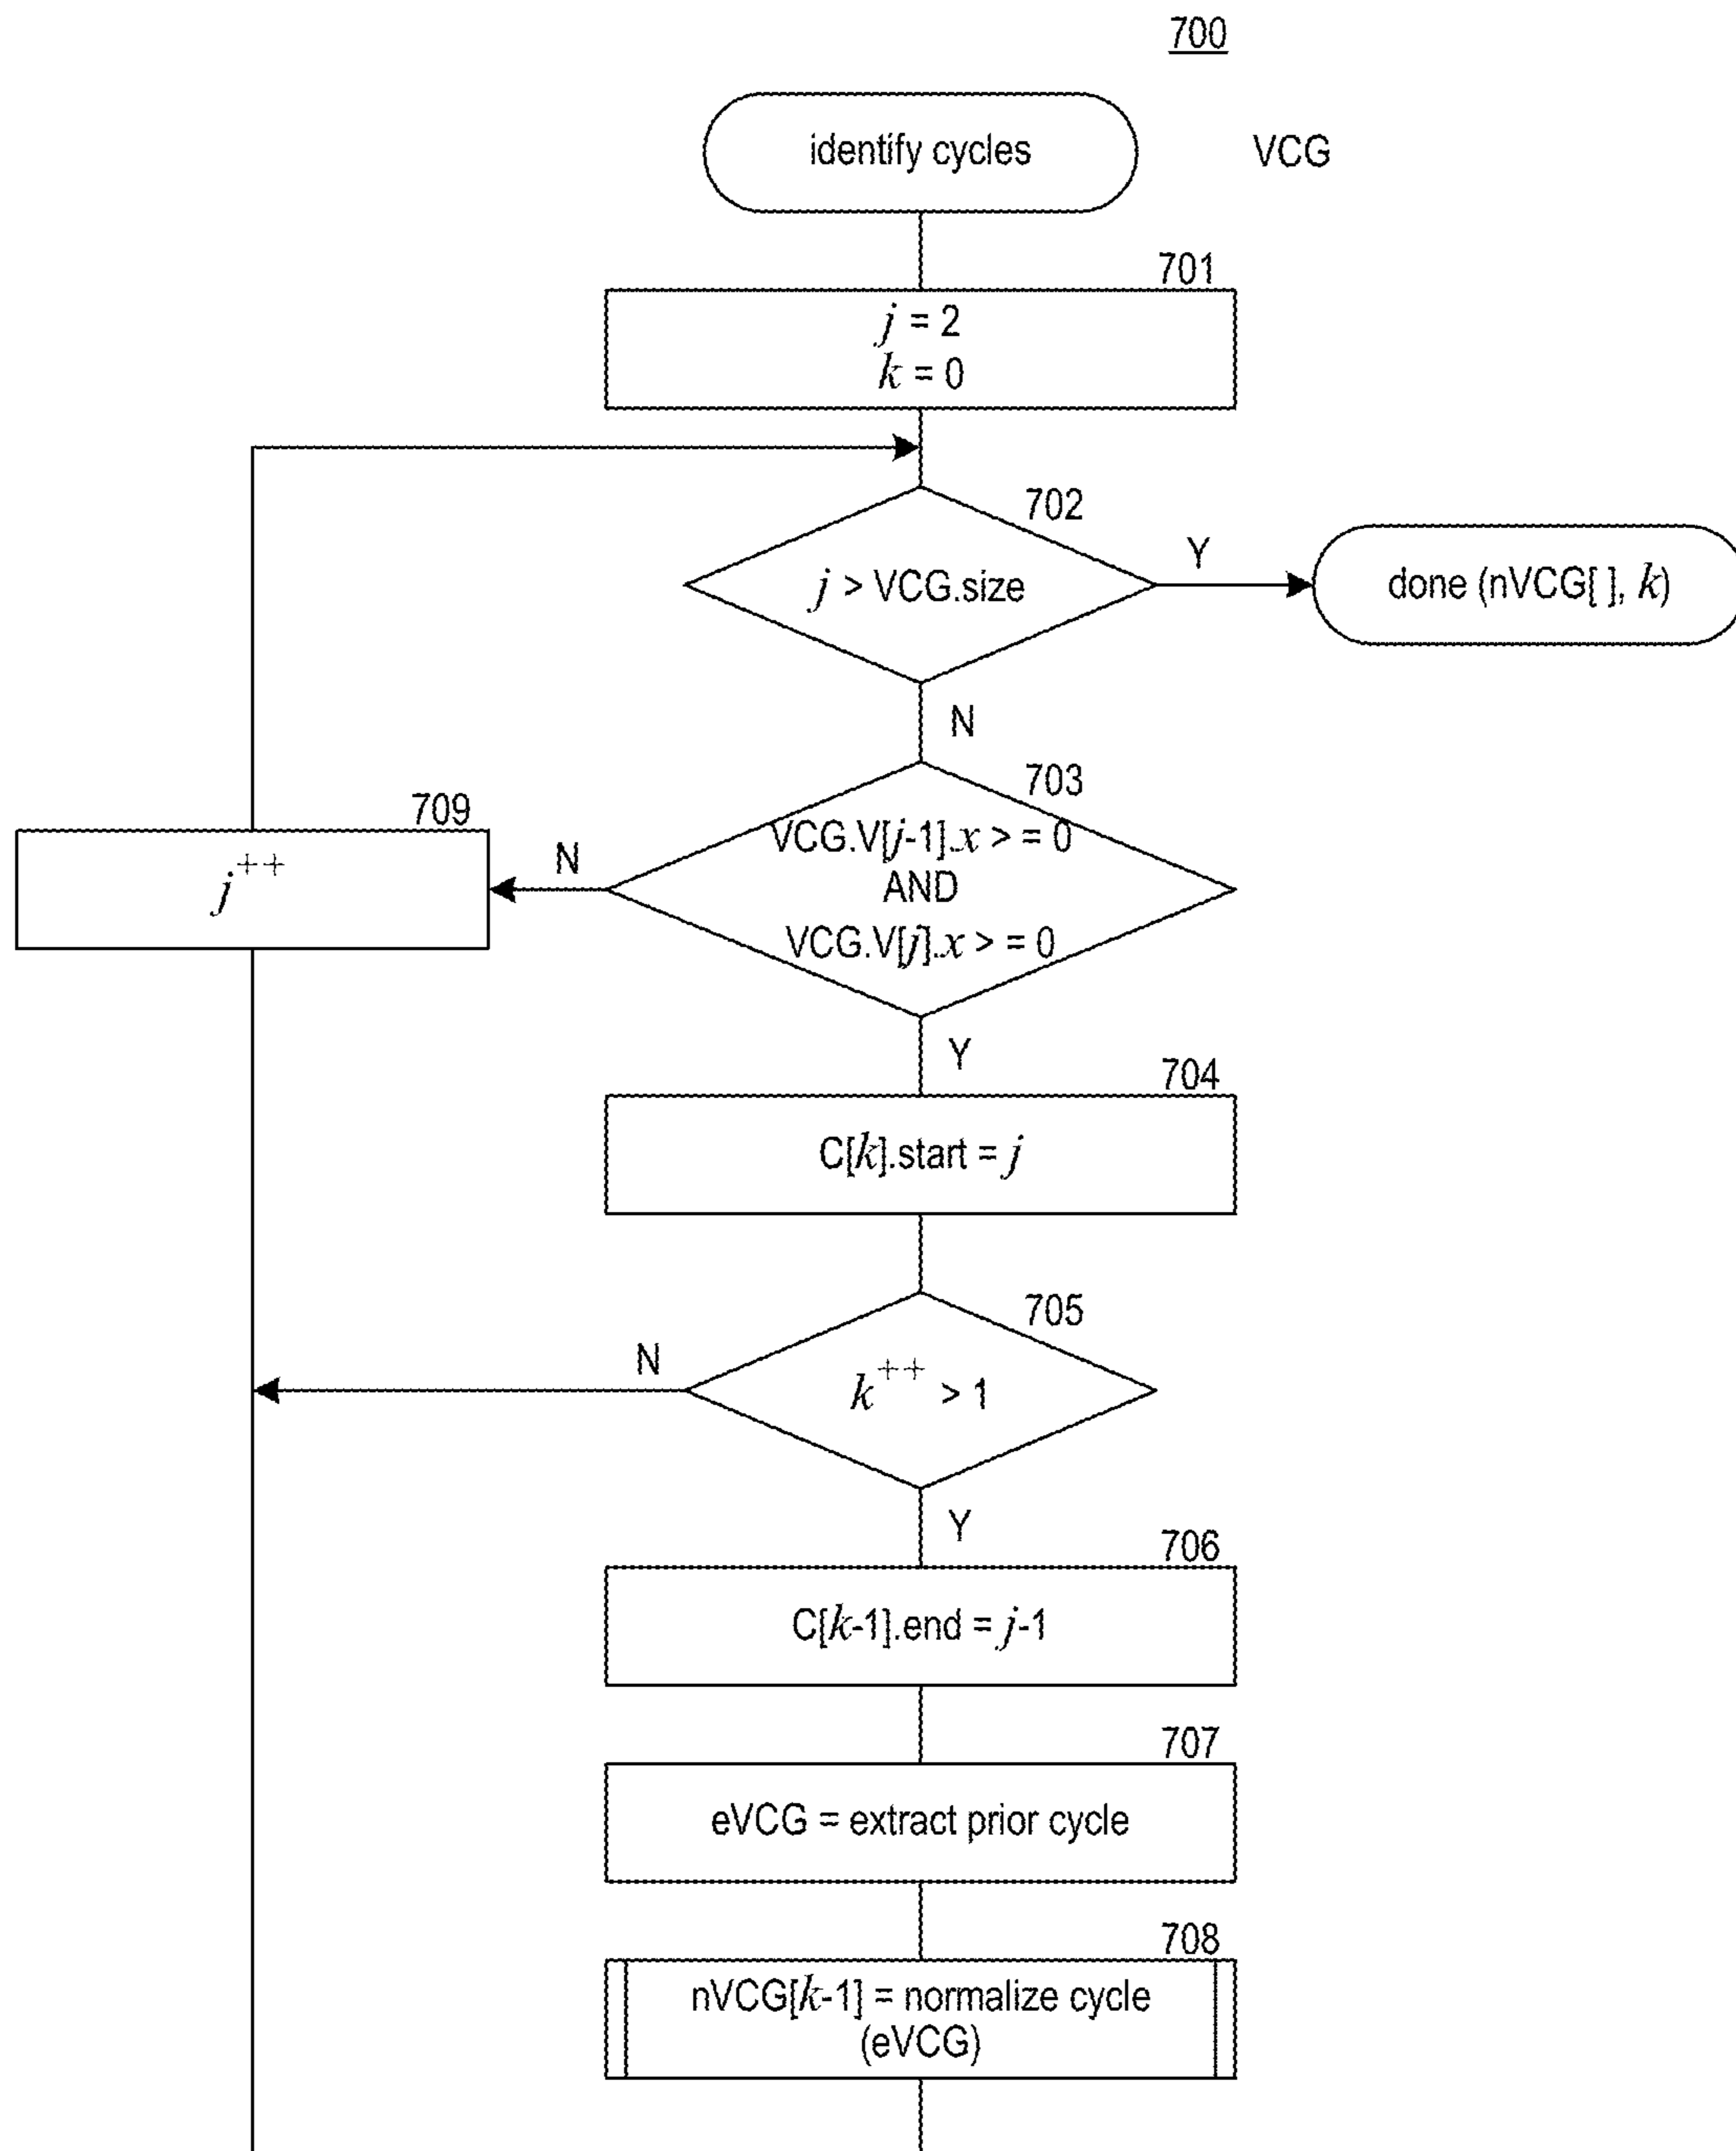 700
identify cycles
VCG
701
j = 2
k = 0
702
j > VCG.size
Y
done (nVCG[ ], k)
N
703
VCG.V[j-1].x > = 0
AND
VCG.V[j].x > = 0
N
709
j++
Y
704
C[k].start = j
705
k++ > 1
N
Y
706
C[k-1].end = j-1
707
eVCG = extract prior cycle
708
nVCG[k-1] = normalize cycle
(eVCG)